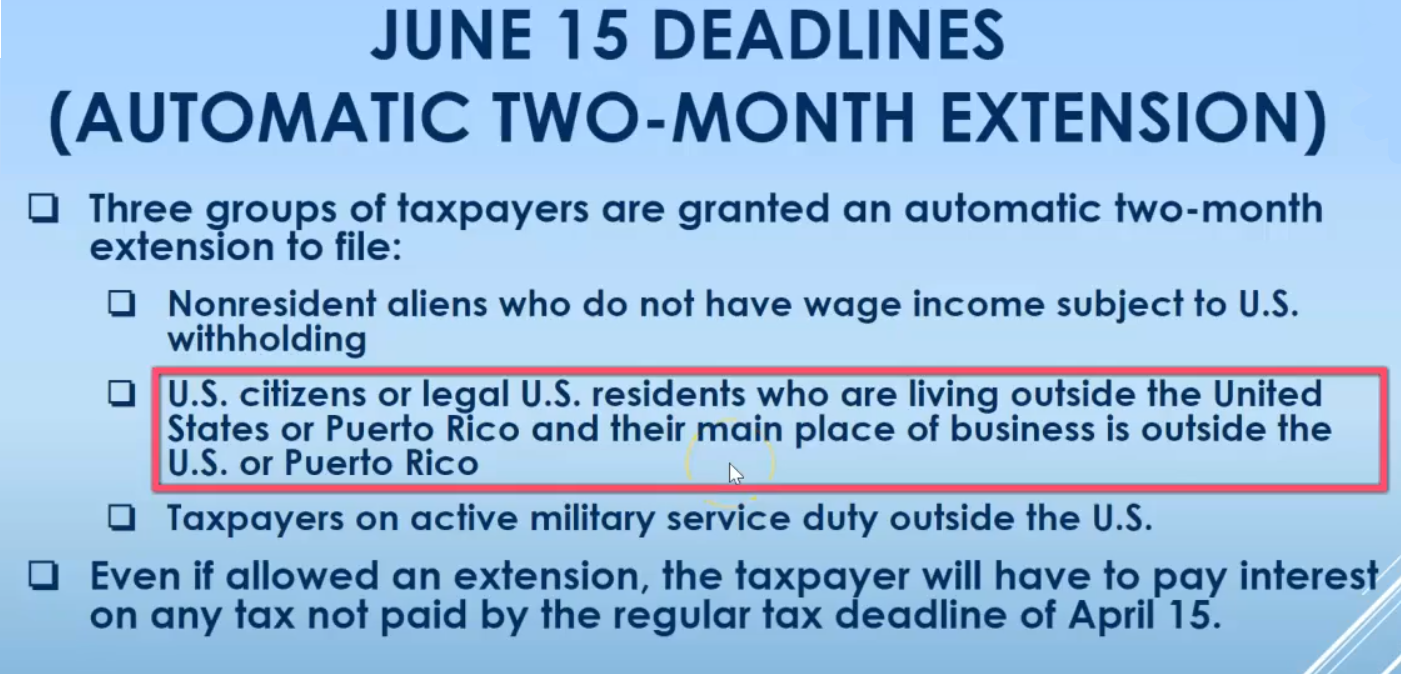 JUNE 15 DEADLINES
(AUTOMATIC TWO-MONTH EXTENSION)
Three groups of taxpayers are granted an automatic two-month
extension to file:
Nonresident aliens who do not have wage income subject to U.S.
withholding
U.S. citizens or legal U.S. residents who are living outside the United
States or Puerto Rico and their main place of business is outside the
U.S. or Puerto Rico
Taxpayers on active military service duty outside the U.S.
Even if allowed an extension, the taxpayer will have to pay interest
on any tax not paid by the regular tax deadline of April 15.